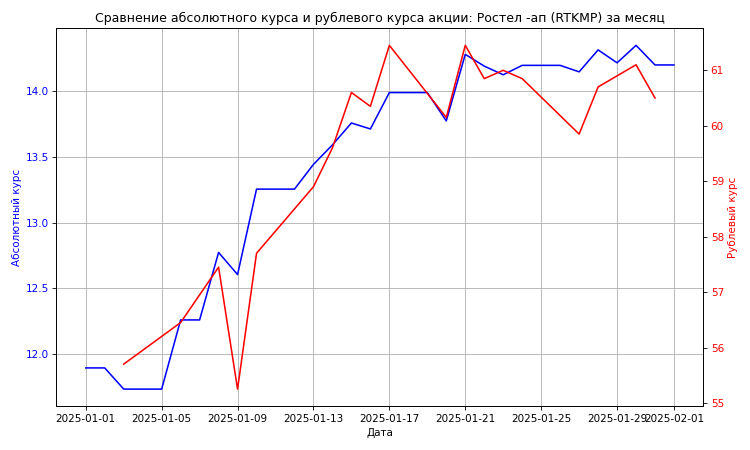 Сравнение абсолютного курса и рублевого курса акции: Ростел -ап (RTKMP) за месяц
Абсолютный курс
14.0
13.5
13.0
12.5
12.0
61
60
59
58
57
56
55
Рублевый курс
2025-01-01 2025-01-05 2025-01-09 2025-01-13 2025-01-17 2025-01-21 2025-01-25 2025-01-29 2025-02-01
Дата